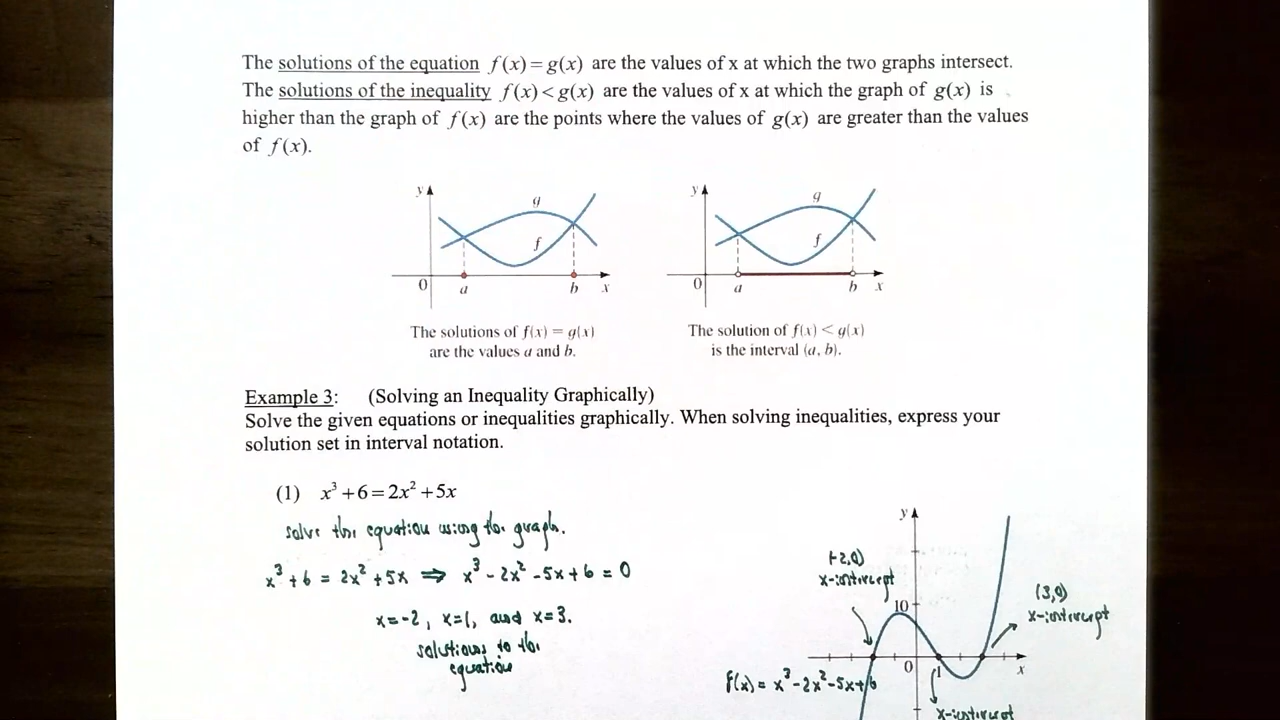 The solutions of the equation f(x)=g(x) are the values of x at which the two graphs intersect.
The solutions of the inequality f(x)<g(x) are the values of x at which the graph of g(x) is
higher than the graph of f(x) are the points where the values of g(x) are greater than the values
of f(x).
y
g
f
0
a
b
x
The solutions of f(x) = g(x)
are the values a and b.
y
g
f
0
a
b
x
The solution of f(x) < g(x)
is the interval (a, b).
Example 3: (Solving an Inequality Graphically)
Solve the given equations or inequalities graphically. When solving inequalities, express your
solution set in interval notation.
(1) x³+6=2x²+5x
solve the equation using the graph.
x³+6 = 2x²+5x ⇒ x³-2x²-5x+6 = 0
x=-2, x=1, and x=3.
solutions to the
equation
y
(-2,0)
x-intercept
10
(3,0)
x-intercept
0
1
x
f(x) = x³-2x²-5x+6
x-intercept